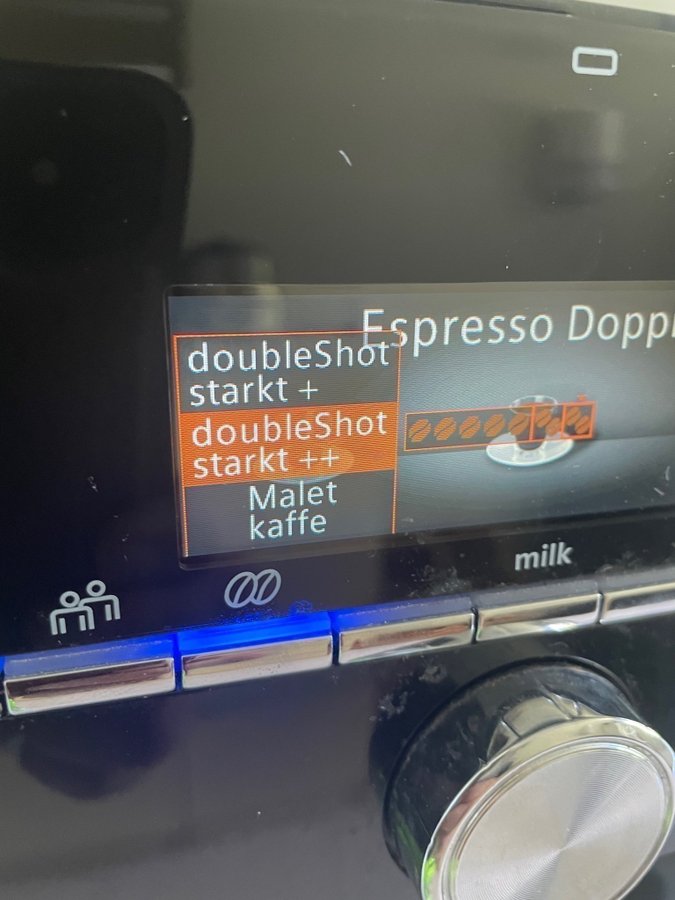 Espresso Dopp
doubleShot
starkt +
doubleShot
starkt ++
Malet
kaffe
milk